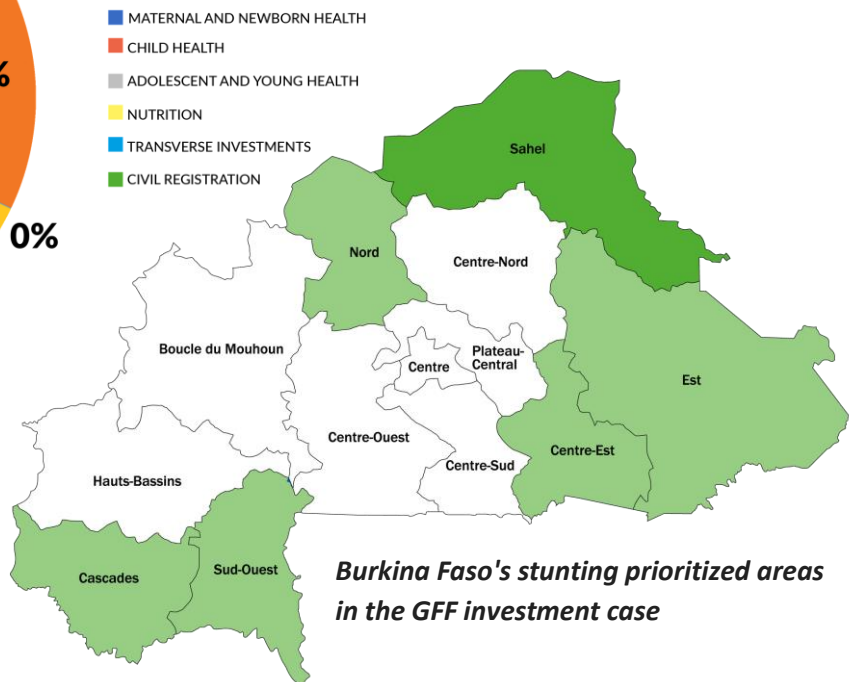 MATERNAL AND NEWBORN HEALTH
CHILD HEALTH
%
ADOLESCENT AND YOUNG HEALTH
NUTRITION
TRANSVERSE INVESTMENTS
CIVIL REGISTRATION
0%
Sahel
Nord
Centre-Nord
Boucle du Mouhoun
Centre
Plateau-
Central
Est
Centre-Ouest
Centre-Est
Centre-Sud
Hauts-Bassins
Cascades
Sud-Ouest
Burkina Faso's stunting prioritized areas
in the GFF investment case